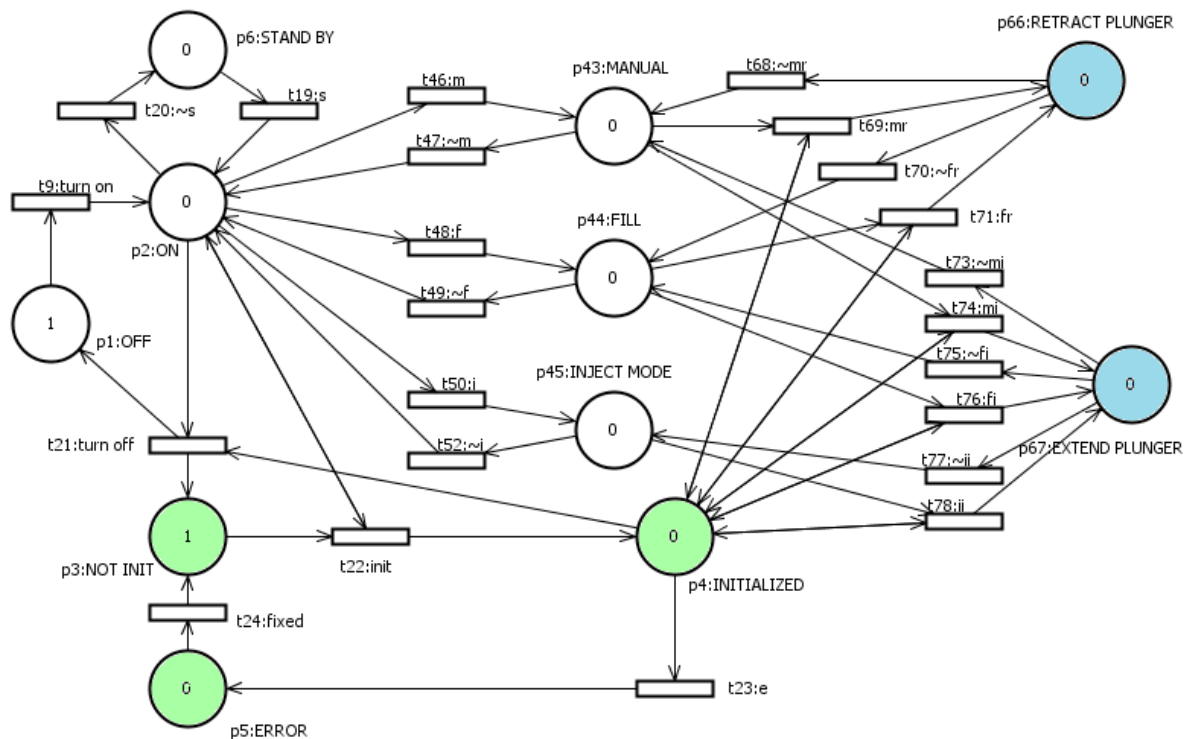 p6:STAND BY
0
p66:RETRACT PLUNGER
0
p43:MANUAL
0
t68:~mr
t46:m
t19:s
t20:~s
t69:mr
t47:~m
t70:~fr
t9:turn on
0
p2:ON
p44:FILL
0
t71:fr
t48:f
t73:~mi
t49:~f
t74:mi
1
p1:OFF
t75:~fi
p45:INJECT MODE
0
t50:i
0
t76:fi
t21:turn off
t52:~i
p67:EXTEND PLUNGER
t77:~ii
t78:ii
1
p3:NOT INIT
t22:init
0
p4:INITIALIZED
t24:fixed
0
p5:ERROR
t23:e